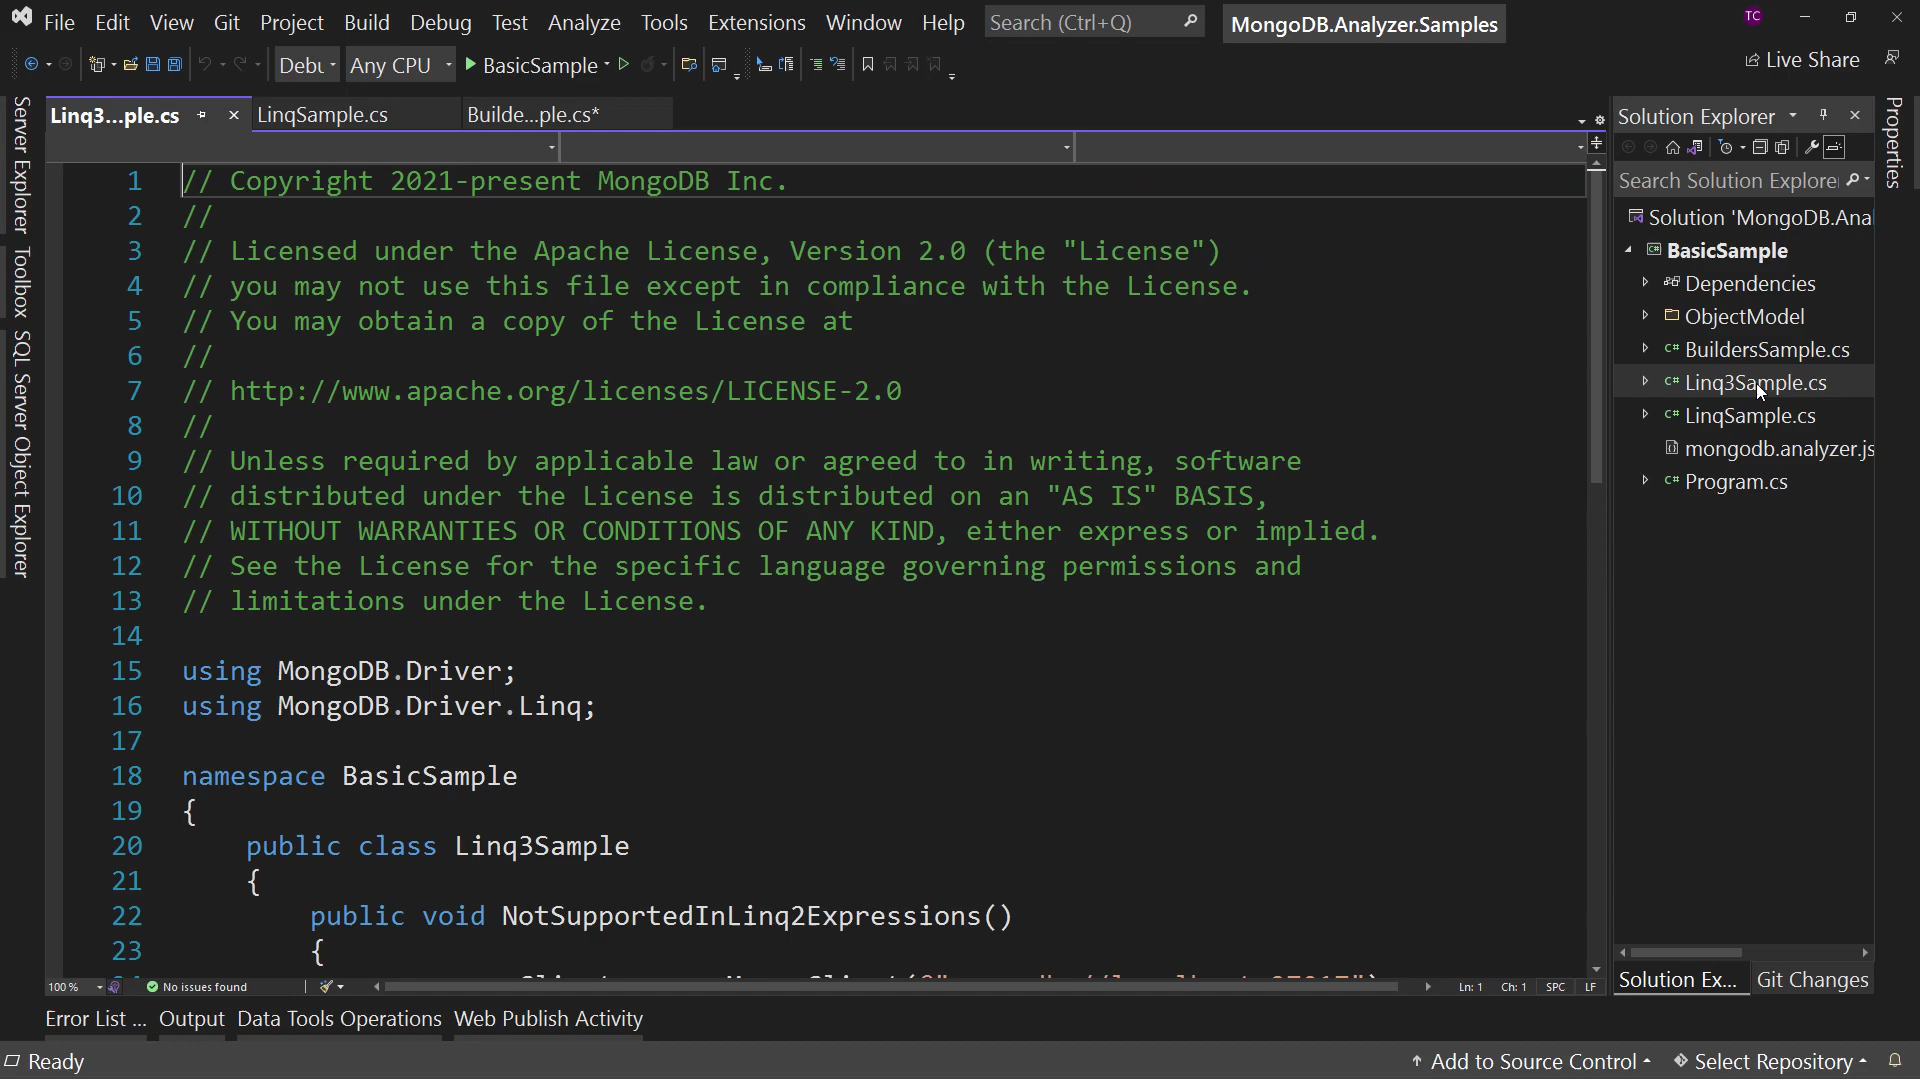 File Edit View Git Project Build Debug Test Analyze Tools Extensions Window Help Search (Ctrl+Q) MongoDB.Analyzer.Samples TC
Debu Any CPU BasicSample Live Share
Linq3...ple.cs LinqSample.cs Builde...ple.cs*
Server Explorer
Toolbox
SQL Server Object Explorer
1 // Copyright 2021-present MongoDB Inc.
2 //
3 // Licensed under the Apache License, Version 2.0 (the "License")
4 // you may not use this file except in compliance with the License.
5 // You may obtain a copy of the License at
6 //
7 // http://www.apache.org/licenses/LICENSE-2.0
8 //
9 // Unless required by applicable law or agreed to in writing, software
10 // distributed under the License is distributed on an "AS IS" BASIS,
11 // WITHOUT WARRANTIES OR CONDITIONS OF ANY KIND, either express or implied.
12 // See the License for the specific language governing permissions and
13 // limitations under the License.
14
15 using MongoDB.Driver;
16 using MongoDB.Driver.Linq;
17
18 namespace BasicSample
19 {
20 public class Linq3Sample
21 {
22 public void NotSupportedInLinq2Expressions()
23 {
100 % No issues found Ln: 1 Ch: 1 SPC LF
Solution Explorer
Search Solution Explorer
Solution 'MongoDB.Ana
BasicSample
Dependencies
ObjectModel
C# BuildersSample.cs
C# Linq3Sample.cs
C# LinqSample.cs
mongodb.analyzer.js
C# Program.cs
Solution Ex... Git Changes
Properties
Error List ... Output Data Tools Operations Web Publish Activity
Ready Add to Source Control Select Repository